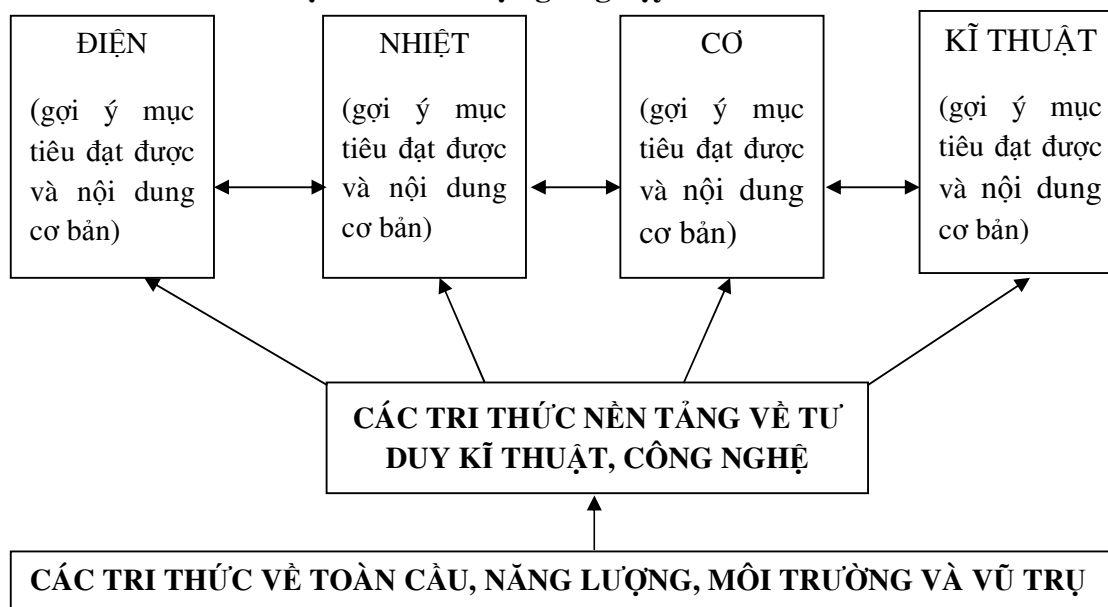 ĐIỆN
(gợi ý mục
tiêu đạt được
và nội dung
cơ bản)
NHIỆT
(gợi ý mục
tiêu đạt được
và nội dung
cơ bản)
CƠ
(gợi ý mục
tiêu đạt được
và nội dung
cơ bản)
KĨ THUẬT
(gợi ý mục
tiêu đạt được
và nội dung
cơ bản)
CÁC TRI THỨC NỀN TẢNG VỀ TƯ
DUY KĨ THUẬT, CÔNG NGHỆ
CÁC TRI THỨC VỀ TOÀN CẦU, NĂNG LƯỢNG, MÔI TRƯỜNG VÀ VŨ TRỤ